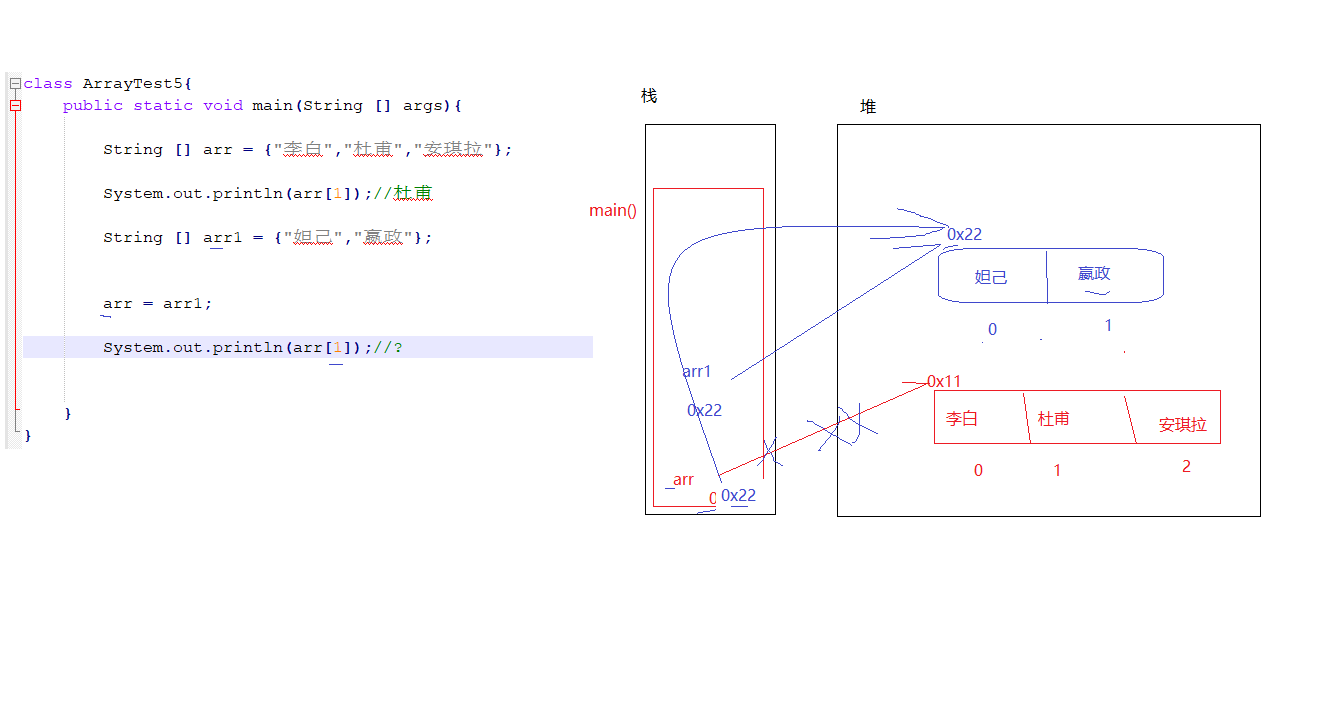 class ArrayTest5{
public static void main(String [] args){
String [] arr = {"李白","杜甫","安琪拉"};
System.out.println(arr[1]);//杜甫
String [] arr1 = {"妲己","嬴政"};
arr = arr1;
System.out.println(arr[1]);//?
}
}
栈
main()
arr1
0x22
arr
0
0x22
堆
0x22
妲己 嬴政
0 1
0x11
李白 杜甫 安琪拉
0 1 2